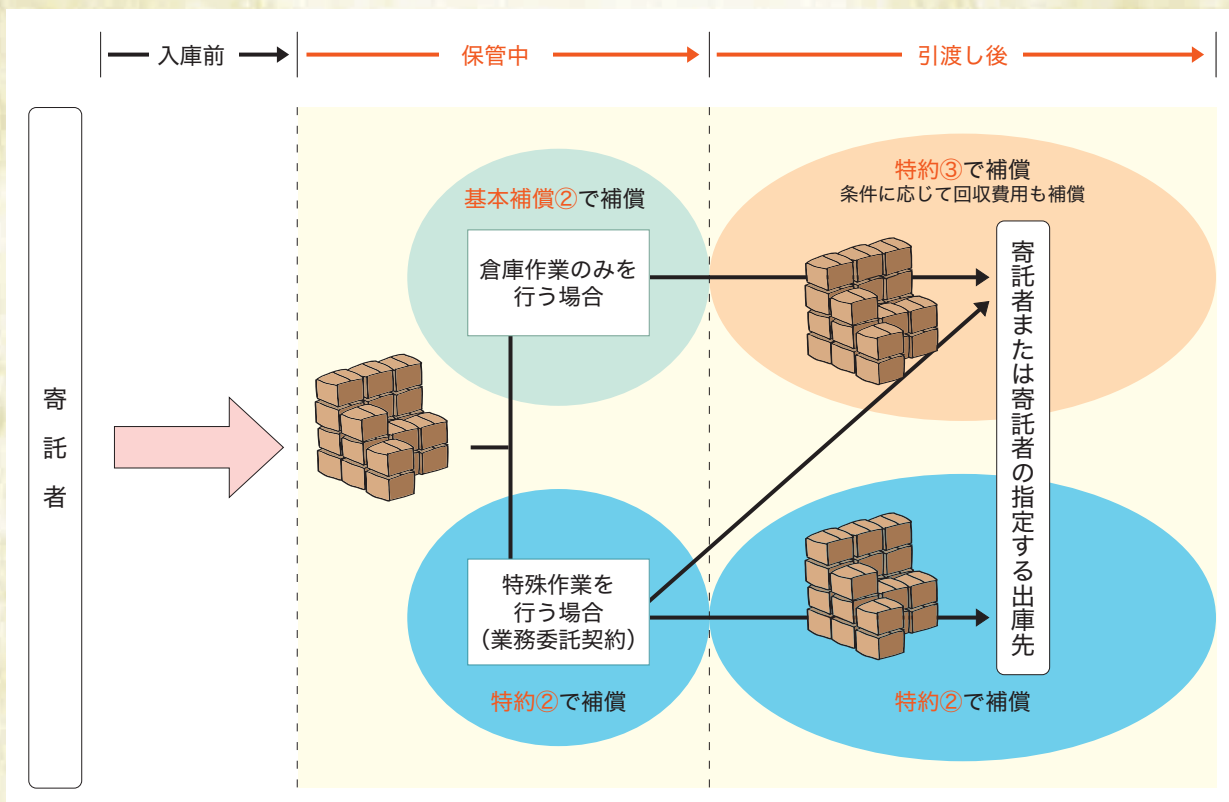 入庫前
保管中
引渡し後
寄託者
基本補償②で補償
倉庫作業のみを
行う場合
特殊作業を
行う場合
（業務委託契約）
特約②で補償
特約③で補償
条件に応じて回収費用も補償
寄託者または寄託者の指定する出庫先
特約②で補償